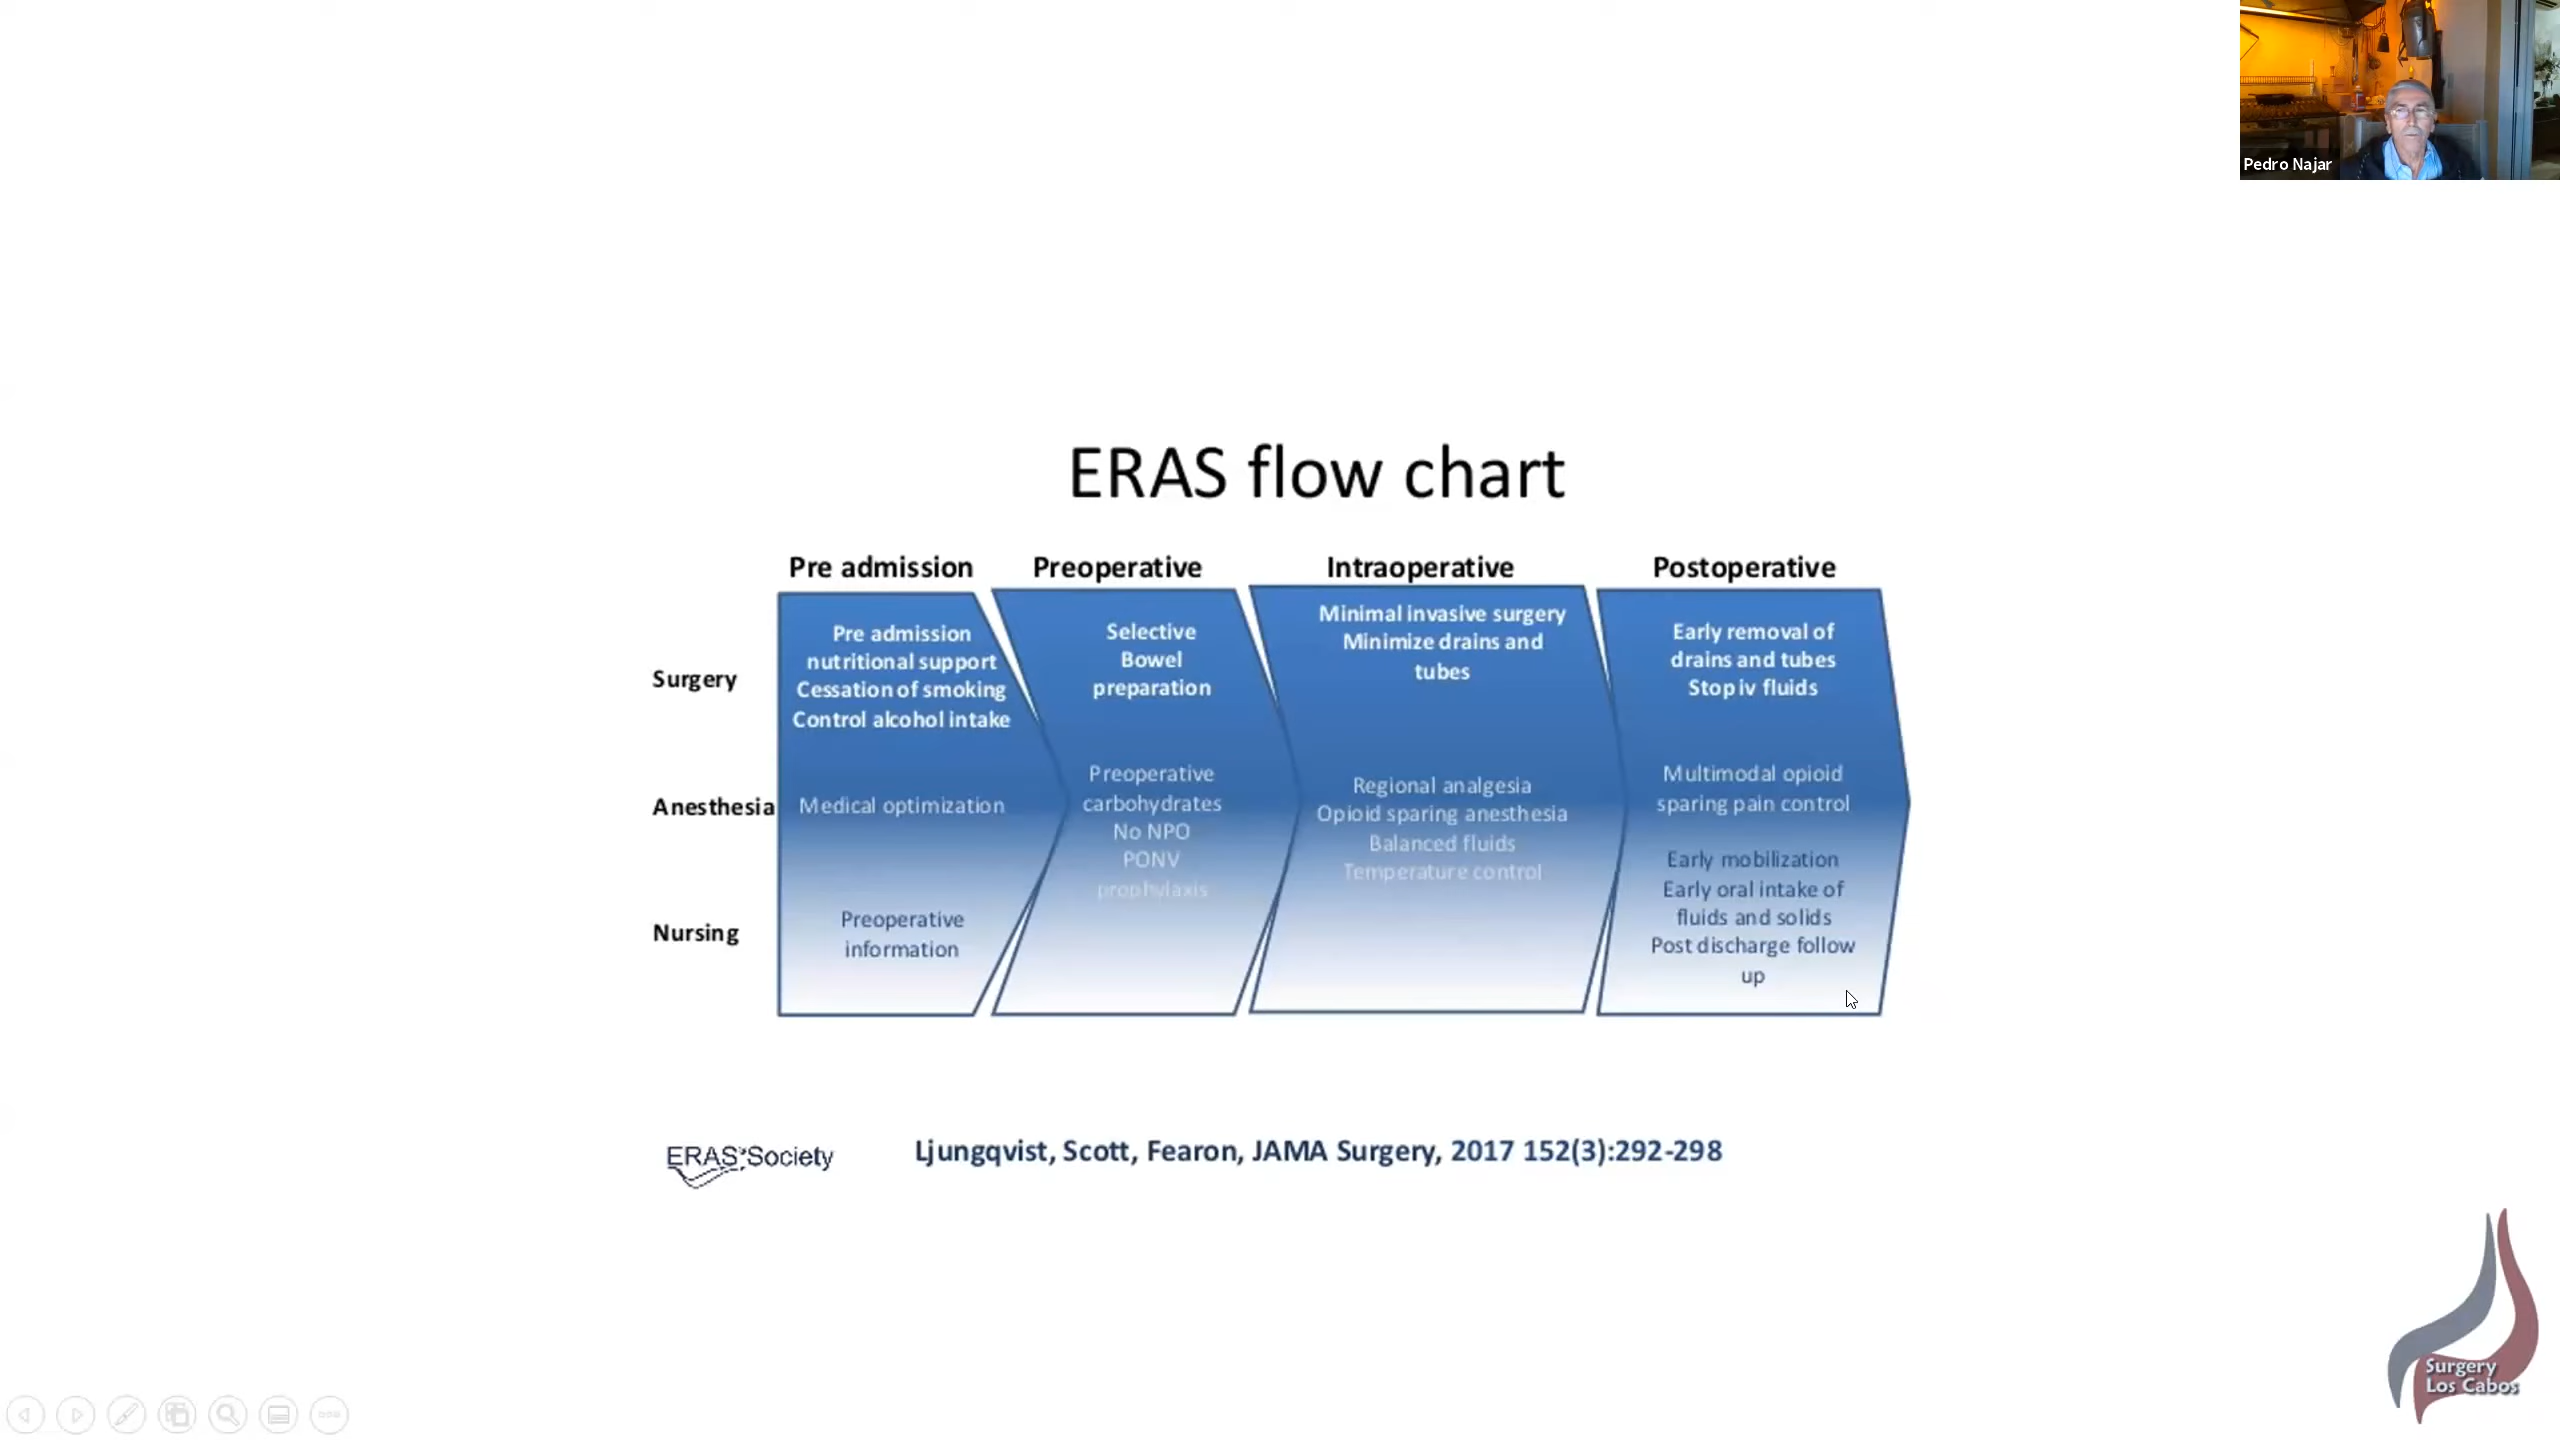 Pedro Najar
ERAS flow chart
Pre admission
Preoperative
Intraoperative
Postoperative
Surgery
Pre admission
nutritional support
Cessation of smoking
Control alcohol intake
Selective
Bowel
preparation
Minimal invasive surgery
Minimize drains and
tubes
Early removal of
drains and tubes
Stop iv fluids
Anesthesia
Medical optimization
Preoperative
carbohydrates
No NPO
PONV
prophylaxis
Regional analgesia
Opioid sparing anesthesia
Balanced fluids
Temperature control
Multimodal opioid
sparing pain control
Nursing
Preoperative
information
Early mobilization
Early oral intake of
fluids and solids
Post discharge follow
up
ERAS Society
Ljungqvist, Scott, Fearon, JAMA Surgery, 2017 152(3):292-298
Surgery
Los Cabos